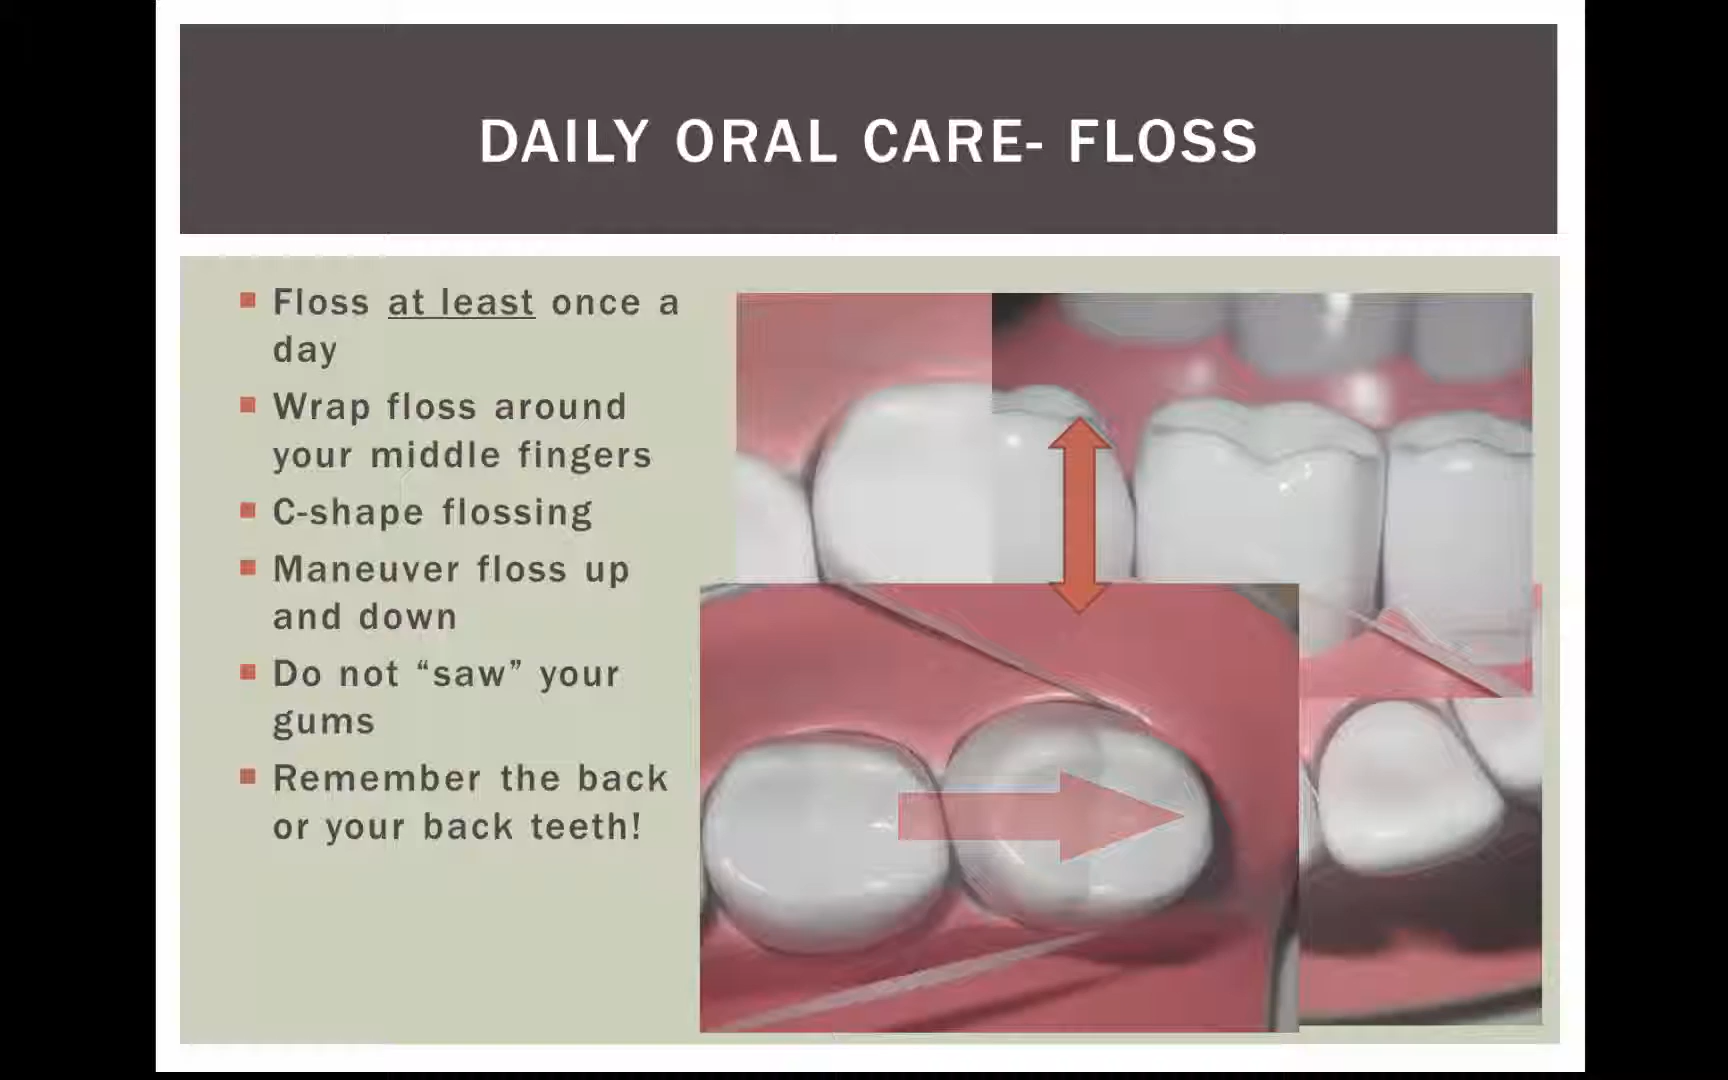 DAILY ORAL CARE- FLOSS
Floss at least once a
day
Wrap floss around
your middle fingers
C-shape flossing
Maneuver floss up
and down
Do not “saw” your
gums
Remember the back
or your back teeth!